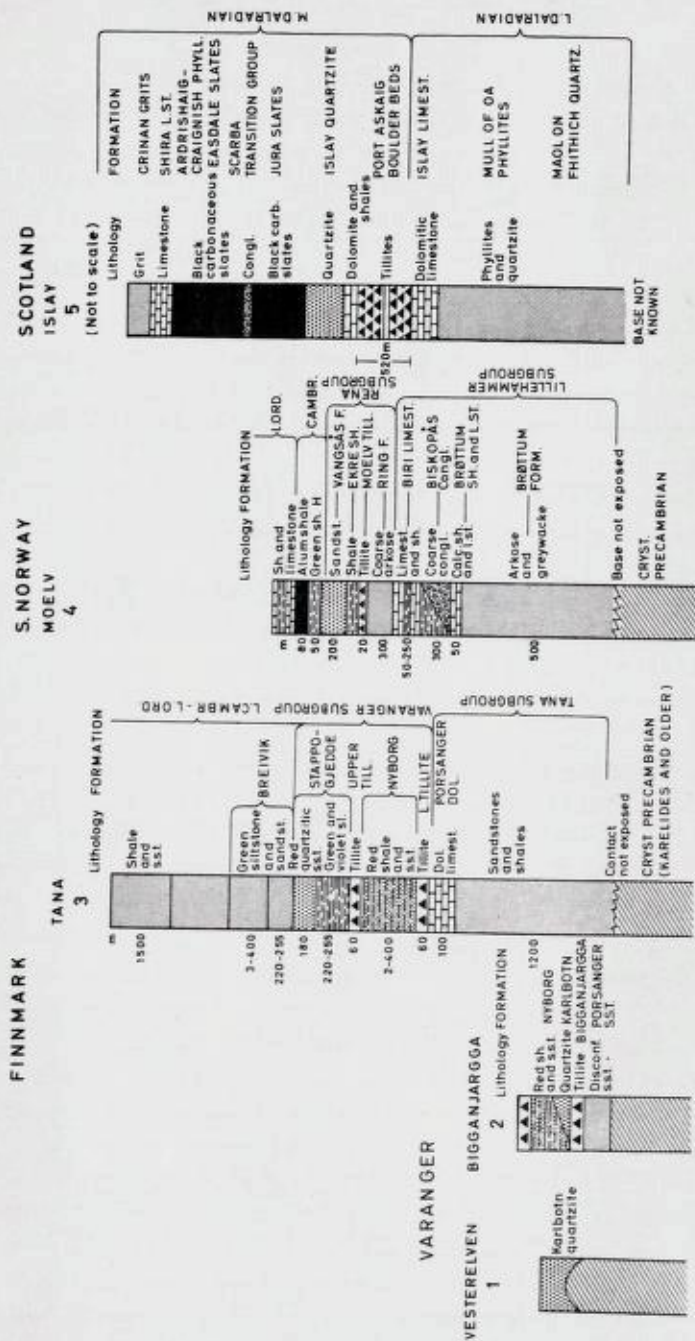 FINNMARK
VARANGER
VESTERELVEN
1
Karlbotn
quartzite
BIGGANJARGGA
2
Lithology FORMATION
1200
Red sh.
and s.st. NYBORG
Quartzite KARLBOTN
Tillite BIGGANJARGGA
Disconf. PORSANGER
s.st. - S.S.T.
TANA
3
m
Lithology FORMATION
1500
Shale
and
s.st.
3-400
Green
siltstone
and
sandst.
BREIVIK
220-255
180
Red
quartzitic
sst.
220-255
Green and
violet sl.
STAPPO-
GJEDDE
60
Tillite
UPPER
TILL.
2-400
Red
shale
and
s.st.
NYBORG
60
Tillite
L.TILLITE
100
Dol.
limest.
PORSANGER
DOL.
Sandstones
and
shales
Contact
not exposed
CRYST PRECAMBRIAN
(KARELIDES AND OLDER)
L.CAMBR-LORD
VARANGER SUBGROUP
TANA SUBGROUP
S.NORWAY
MOELV
4
Lithology FORMATION
m
Sh.and
limestone
LORD.
80
Alumshale
50
Green sh. H
CAMBR.
200
Sandst.
VANGSÅS F.
Shale
EKRE SH.
20
Tillite
MOELV TILL.
300
Coarse
arkose
RING F.
50-250
Limest.
and sh.
BIRI LIMEST.
300
Coarse
congl.
BISKOPÅS
Congl.
50
Calc.sh.
and l.st.
BRØTTUM
SH. and L.ST.
500
Arkose
and
greywacke
BRØTTUM
FORM.
Base not exposed
CRYST.
PRECAMBRIAN
RENA
SUBGROUP
LILLEHAMMER
SUBGROUP
SCOTLAND
ISLAY
5
(Not to scale)
Lithology
FORMATION
Grit
CRINAN GRITS
Limestone
SHIRA L.ST.
Black
carbonaceous
slates
ARDRISHAIG-
CRAIGNISH PHYLL.
EASDALE SLATES
Congl.
SCARBA
TRANSITION GROUP
Black carb.
slates
JURA SLATES
Quartzite
ISLAY QUARTZITE
Dolomite and
shales
520m
Tillites
PORT ASKAIG
BOULDER BEDS
Dolomitic
limestone
ISLAY LIMEST.
Phyllites
and
quartzite
MULL OF OA
PHYLLITES
MAOL ON
FHITHICH QUARTZ.
BASE NOT
KNOWN
M.DALRADIAN
L.DALRADIAN